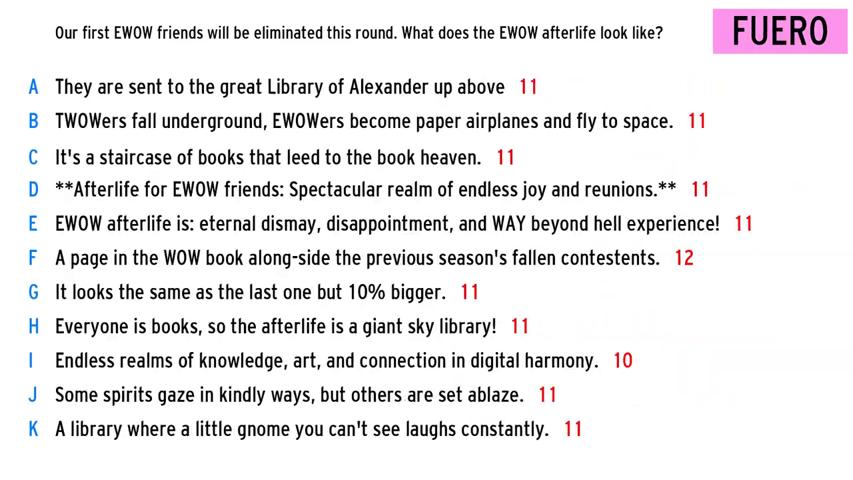 Our first EWOW friends will be eliminated this round. What does the EWOW afterlife look like?
FUERO
A They are sent to the great Library of Alexander up above 11
B TWOWers fall underground, EWOWers become paper airplanes and fly to space. 11
C It's a staircase of books that leed to the book heaven. 11
D **Afterlife for EWOW friends: Spectacular realm of endless joy and reunions.** 11
E EWOW afterlife is: eternal dismay, disappointment, and WAY beyond hell experience! 11
F A page in the WOW book along-side the previous season's fallen contestents. 12
G It looks the same as the last one but 10% bigger. 11
H Everyone is books, so the afterlife is a giant sky library! 11
I Endless realms of knowledge, art, and connection in digital harmony. 10
J Some spirits gaze in kindly ways, but others are set ablaze. 11
K A library where a little gnome you can't see laughs constantly. 11